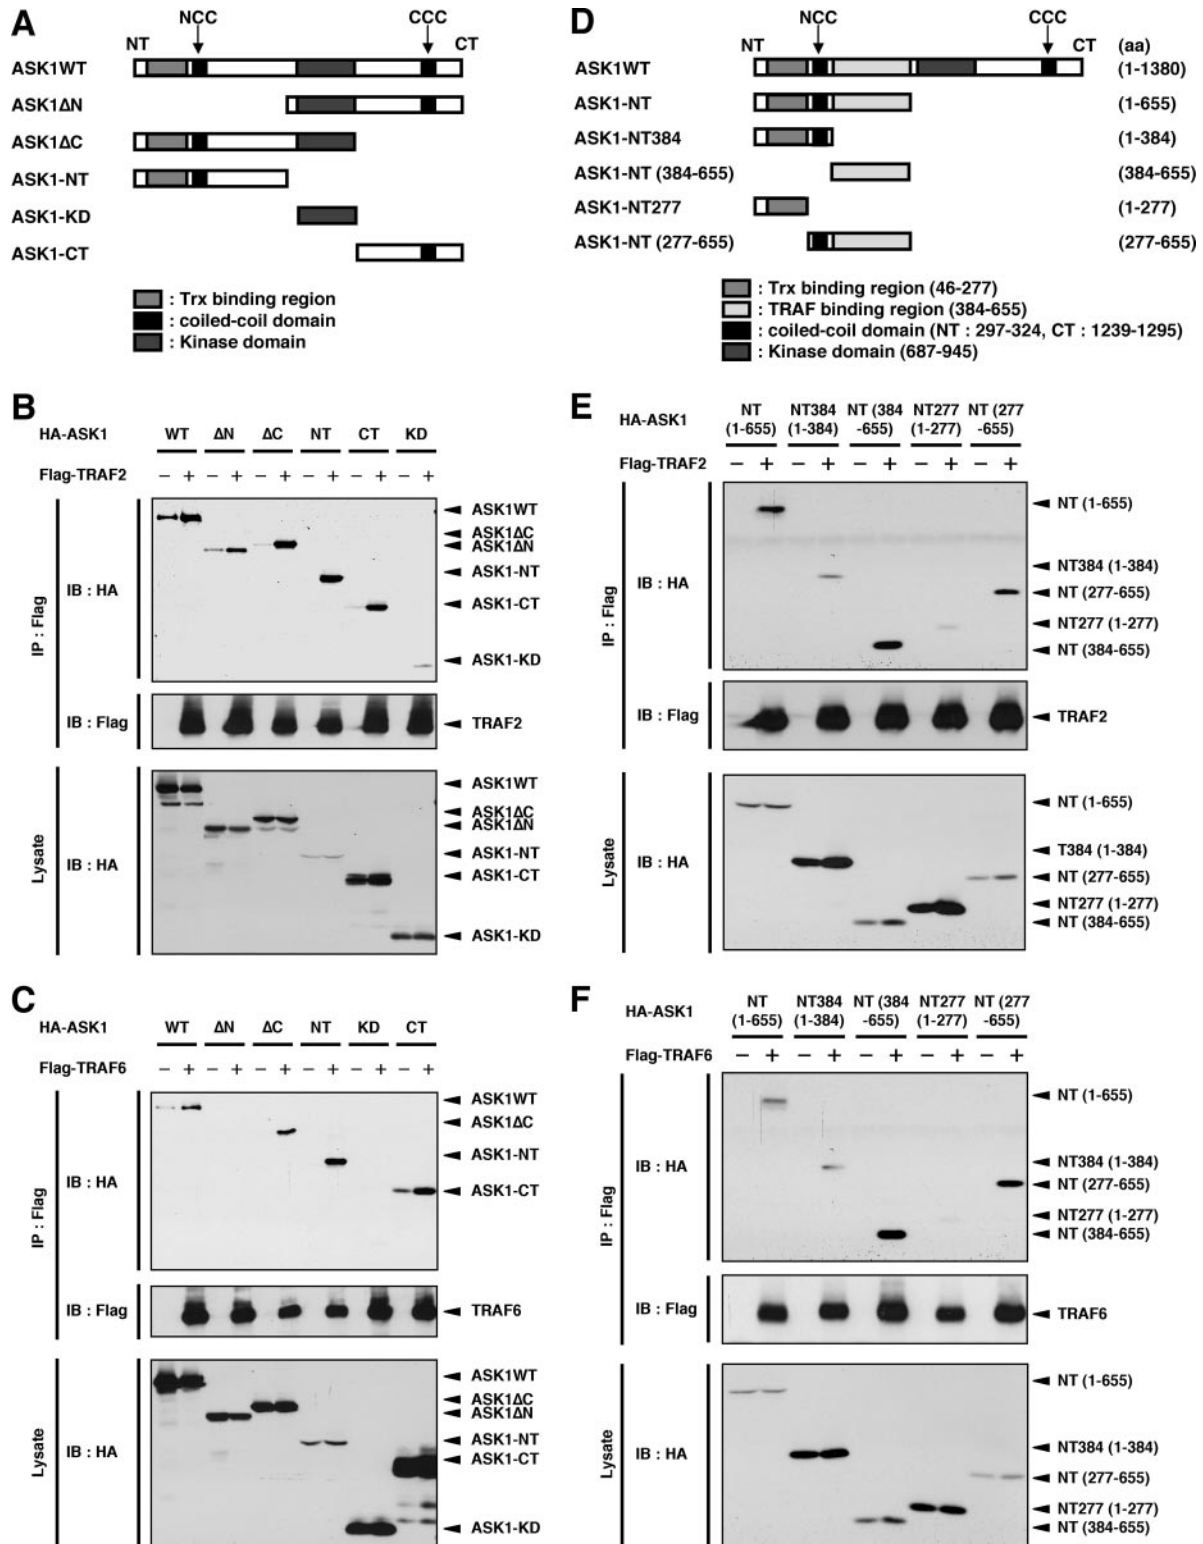 A
NCC
CCC
NT
CT
ASK1WT
ASK1ΔN
ASK1ΔC
ASK1-NT
ASK1-KD
ASK1-CT
: Trx binding region
: coiled-coil domain
: Kinase domain
D
NCC
CCC
NT
CT
(aa)
ASK1WT
(1-1380)
ASK1-NT
(1-655)
ASK1-NT384
(1-384)
ASK1-NT (384-655)
(384-655)
ASK1-NT277
(1-277)
ASK1-NT (277-655)
(277-655)
: Trx binding region (46-277)
: TRAF binding region (384-655)
: coiled-coil domain (NT : 297-324, CT : 1239-1295)
: Kinase domain (687-945)
B
HA-ASK1
WT ΔN ΔC NT CT KD
Flag-TRAF2
− + − + − + − + − + − +
IP : Flag
IB : HA
ASK1WT
ASK1ΔC
ASK1ΔN
ASK1-NT
ASK1-CT
ASK1-KD
IB : Flag
TRAF2
Lysate
IB : HA
ASK1WT
ASK1ΔC
ASK1ΔN
ASK1-NT
ASK1-CT
ASK1-KD
E
HA-ASK1
NT NT384 NT (384 NT277 NT (277
(1-655) (1-384) -655) (1-277) -655)
Flag-TRAF2
− + − + − + − + − +
IP : Flag
IB : HA
NT (1-655)
NT384 (1-384)
NT (277-655)
NT277 (1-277)
NT (384-655)
IB : Flag
TRAF2
Lysate
IB : HA
NT (1-655)
T384 (1-384)
NT (277-655)
NT277 (1-277)
NT (384-655)
C
HA-ASK1
WT ΔN ΔC NT KD CT
Flag-TRAF6
− + − + − + − + − + − +
IP : Flag
IB : HA
ASK1WT
ASK1ΔC
ASK1-NT
ASK1-CT
IB : Flag
TRAF6
Lysate
IB : HA
ASK1WT
ASK1ΔC
ASK1ΔN
ASK1-NT
ASK1-CT
ASK1-KD
F
HA-ASK1
NT NT384 NT (384 NT277 NT (277
(1-655) (1-384) -655) (1-277) -655)
Flag-TRAF6
− + − + − + − + − +
IP : Flag
IB : HA
NT (1-655)
NT384 (1-384)
NT (277-655)
NT277 (1-277)
NT (384-655)
IB : Flag
TRAF6
Lysate
IB : HA
NT (1-655)
NT384 (1-384)
NT (277-655)
NT277 (1-277)
NT (384-655)